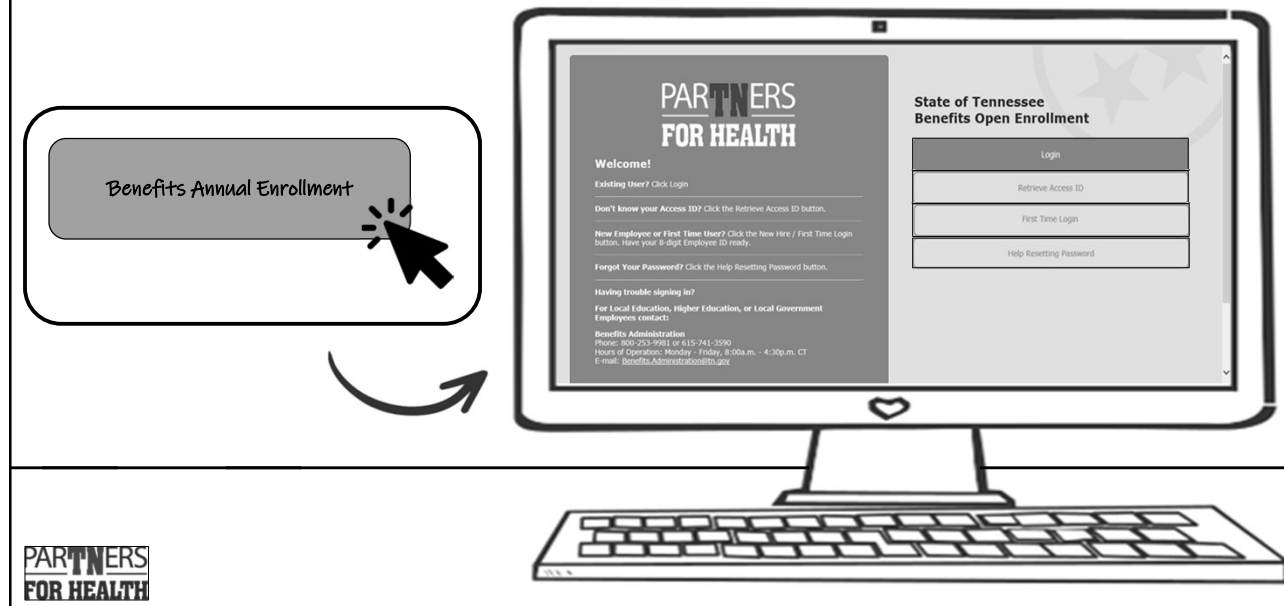 Benefits Annual Enrollment
PARTNERS
FOR HEALTH
Welcome!
Existing User? Click Login
Don't know your Access ID? Click the Retrieve Access ID button.
New Employee or First Time User? Click the New Hire / First Time Login
button. Have your 8-digit Employee ID ready.
Forgot Your Password? Click the Help Resetting Password button.
Having trouble signing in?
For Local Education, Higher Education, or Local Government
Employees contact:
Benefits Administration
Phone: 800-253-9981 or 615-741-3590
Hours of Operation: Monday - Friday, 8:00a.m. - 4:30p.m. CT
E-mail: Benefits.Administration@tn.gov
State of Tennessee
Benefits Open Enrollment
Login
Retrieve Access ID
First Time Login
Help Resetting Password
PARTNERS
FOR HEALTH